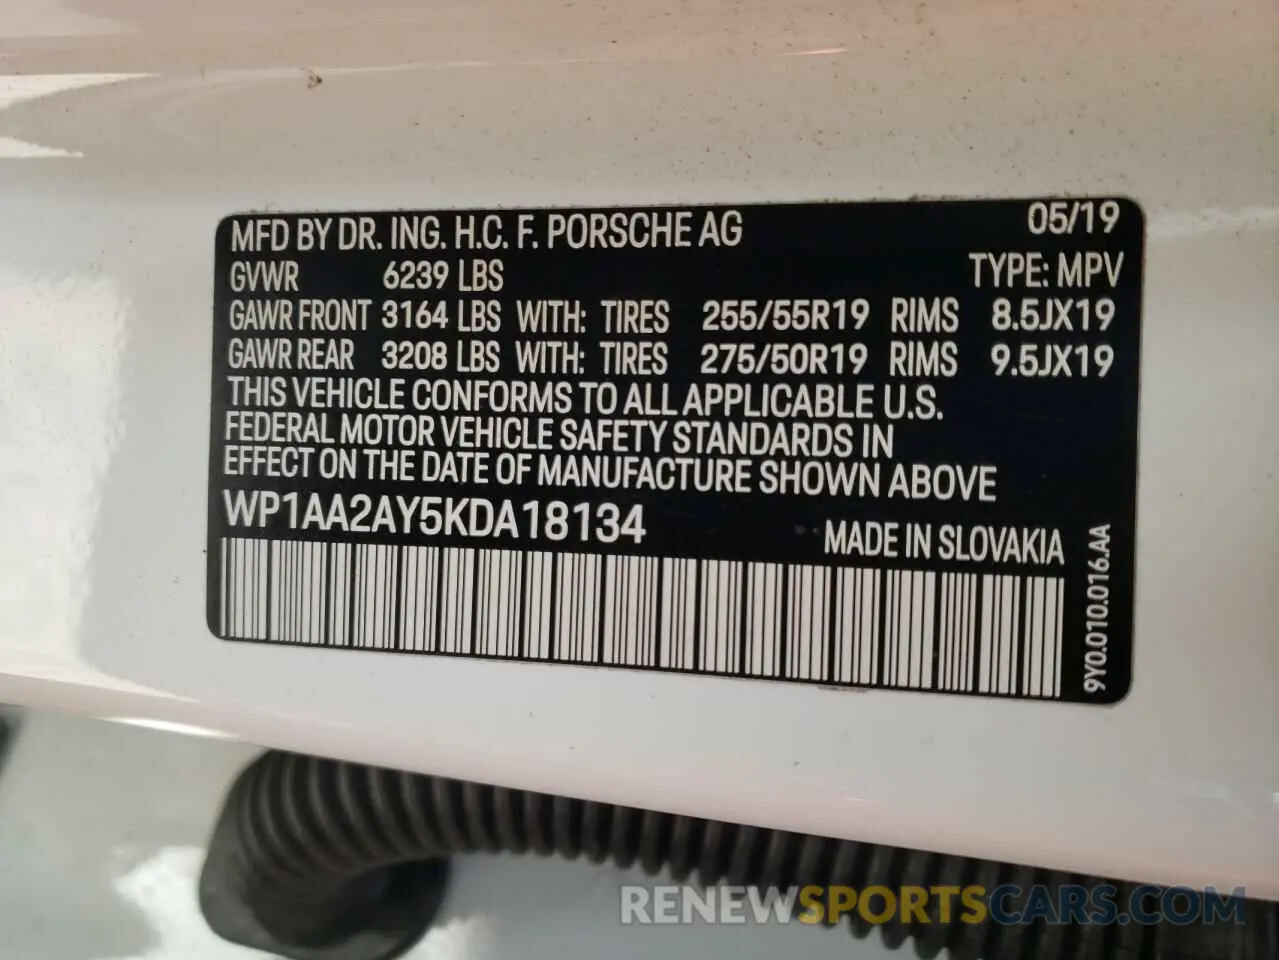 MFD BY DR. ING. H.C. F. PORSCHE AG 05/19
GVWR 6239 LBS TYPE: MPV
GAWR FRONT 3164 LBS WITH: TIRES 255/55R19 RIMS 8.5JX19
GAWR REAR 3208 LBS WITH: TIRES 275/50R19 RIMS 9.5JX19
THIS VEHICLE CONFORMS TO ALL APPLICABLE U.S.
FEDERAL MOTOR VEHICLE SAFETY STANDARDS IN
EFFECT ON THE DATE OF MANUFACTURE SHOWN ABOVE
WP1AA2AY5KDA18134 MADE IN SLOVAKIA
9Y0.010.016.AA
RENEWSPORTSCARS.COM